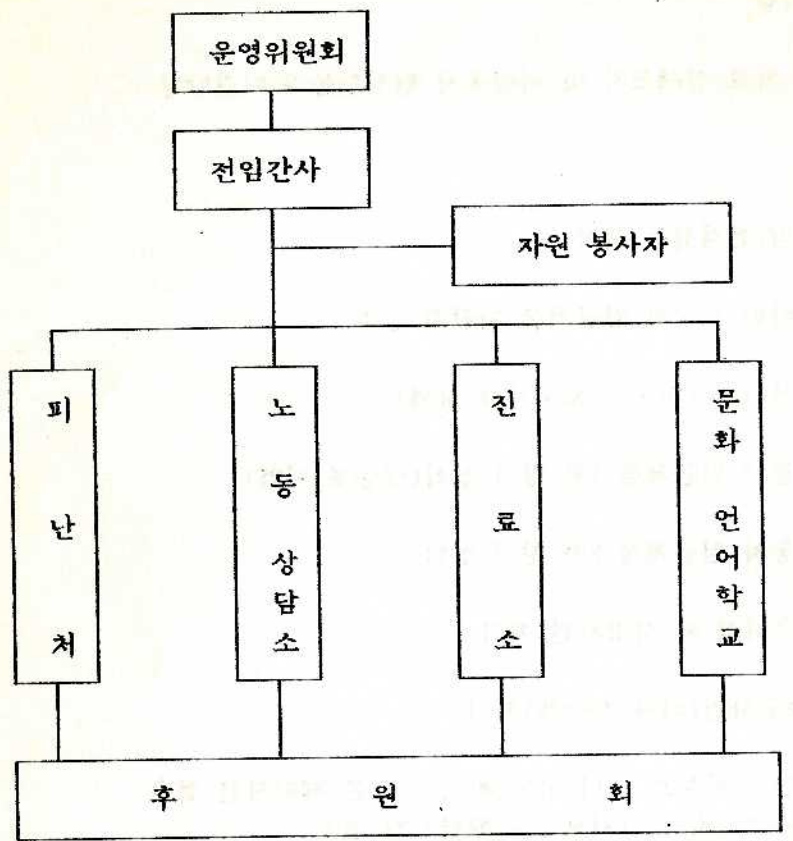 운영위원회
전임간사
자원 봉사자
피난처
노동 상담소
진료소
문화 언어학교
후 원 회